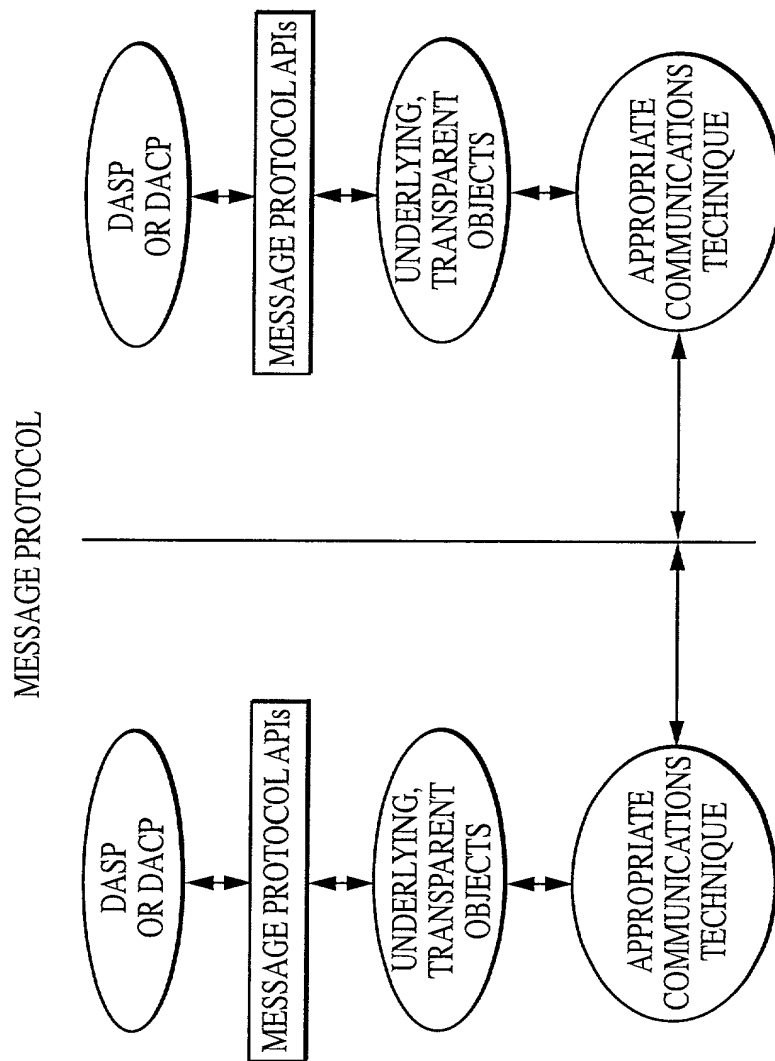 MESSAGE PROTOCOL
DASP
OR DACP
MESSAGE PROTOCOL APIs
UNDERLYING,
TRANSPARENT
OBJECTS
APPROPRIATE
COMMUNICATIONS
TECHNIQUE
DASP
OR DACP
MESSAGE PROTOCOL APIs
UNDERLYING,
TRANSPARENT
OBJECTS
APPROPRIATE
COMMUNICATIONS
TECHNIQUE